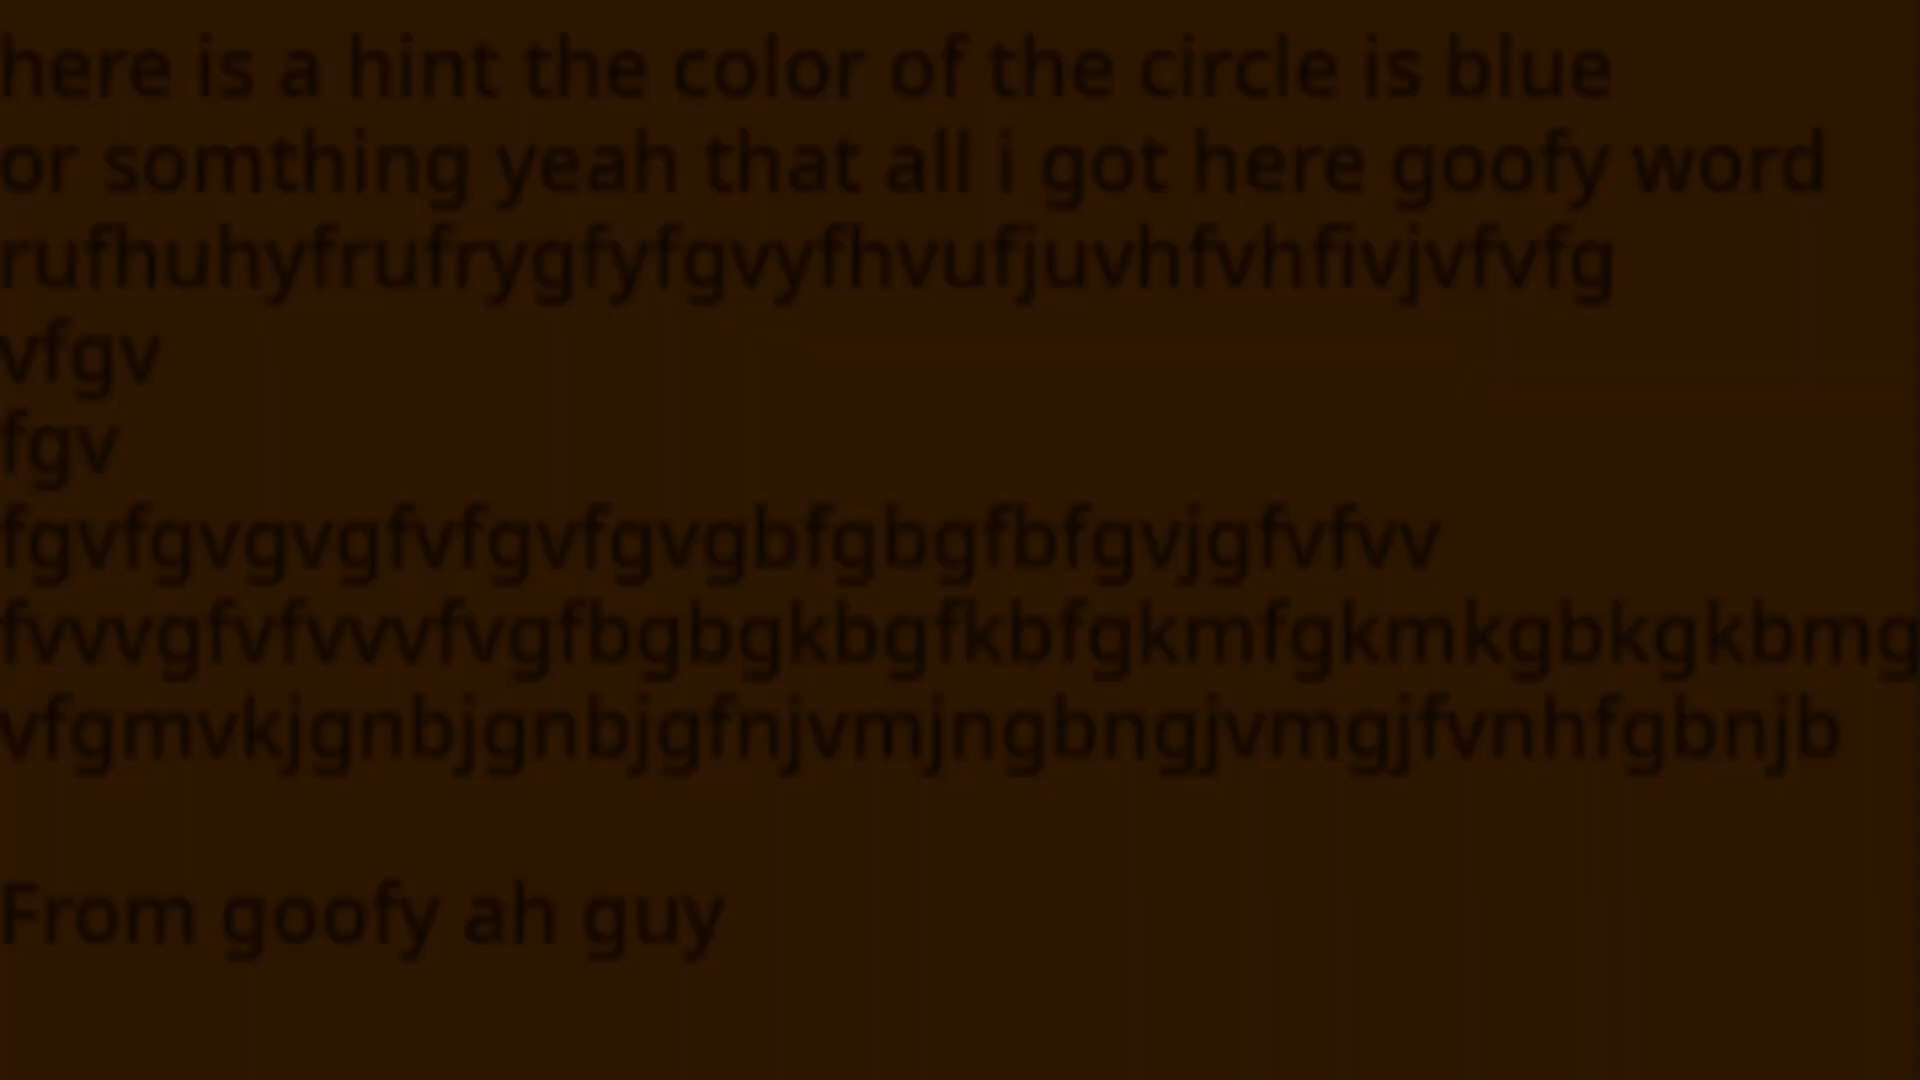 here is a hint the color of the circle is blue
or somthing yeah that all i got here goofy word
rufhuhyfrufrygfyfgvyfhvufjuvhfvhfivjvfvfg
vfgv
fgv
fgvfgvgvgfvfgvfgvgbfgbgfbfgvjgfvfvv
fvvvgfvfvvvfvgfbgbgkbgfkbfgkmfgkmkgbkgkbmg
vfgmvkjgnbjgnbjgfnjvmjngbngjvmgjfvnhfgbnjb
From goofy ah guy